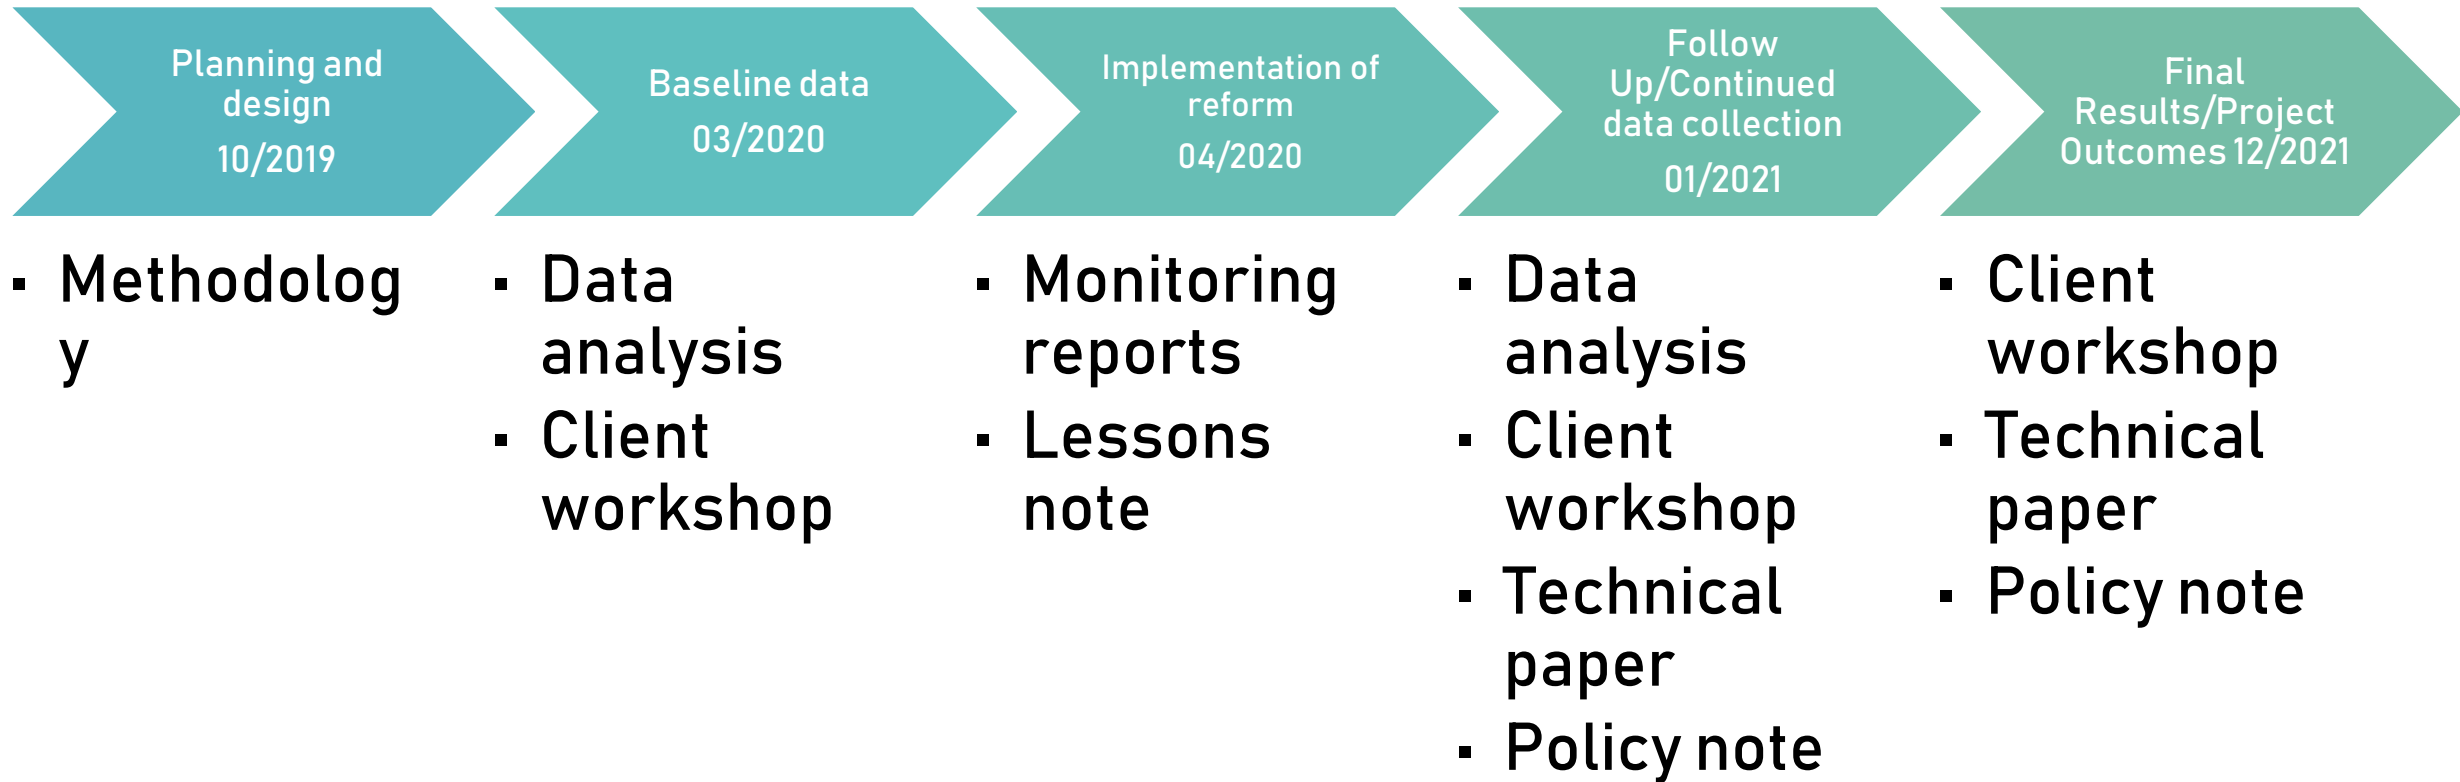 Planning and
design
10/2019
Baseline data
03/2020
Implementation of
reform
04/2020
Follow
Up/Continued
data collection
01/2021
Final
Results/Project
Outcomes 12/2021
▪ Methodolog
y
▪ Data
analysis
▪ Client
workshop
▪ Monitoring
reports
▪ Lessons
note
▪ Data
analysis
▪ Client
workshop
▪ Technical
paper
▪ Policy note
▪ Client
workshop
▪ Technical
paper
▪ Policy note